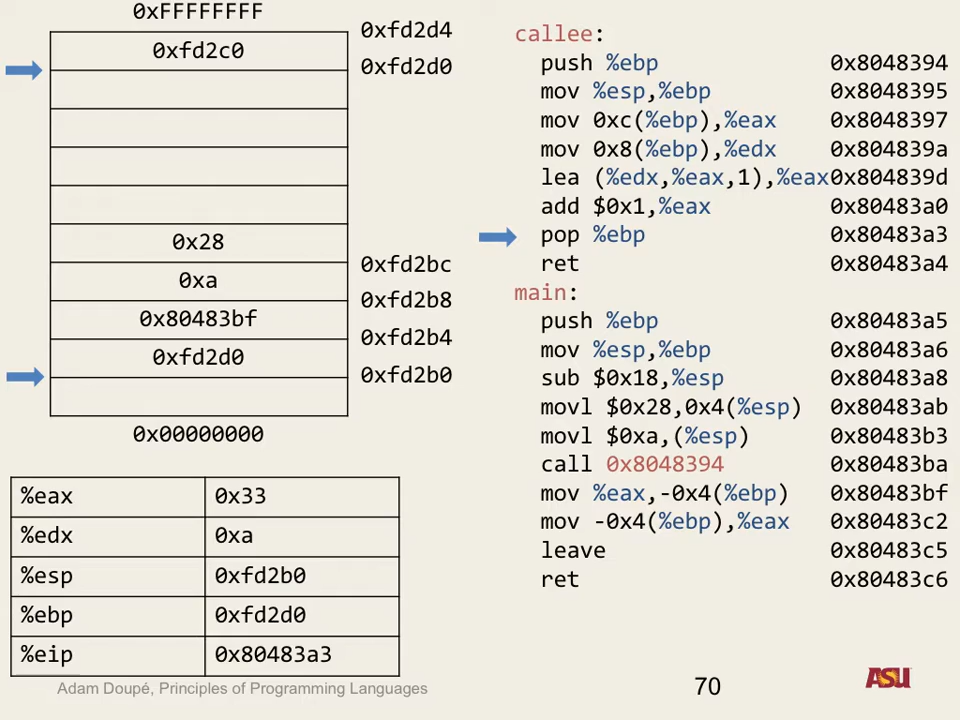 0xFFFFFFFF
0xfd2c0
0xfd2d4
0xfd2d0
0x28
0xa
0xfd2bc
0x80483bf
0xfd2b8
0xfd2d0
0xfd2b4
0xfd2b0
0x00000000
%eax 0x33
%edx 0xa
%esp 0xfd2b0
%ebp 0xfd2d0
%eip 0x80483a3
callee:
push %ebp 0x8048394
mov %esp,%ebp 0x8048395
mov 0xc(%ebp),%eax 0x8048397
mov 0x8(%ebp),%edx 0x804839a
lea (%edx,%eax,1),%eax0x804839d
add $0x1,%eax 0x80483a0
pop %ebp 0x80483a3
ret 0x80483a4
main:
push %ebp 0x80483a5
mov %esp,%ebp 0x80483a6
sub $0x18,%esp 0x80483a8
movl $0x28,0x4(%esp) 0x80483ab
movl $0xa,(%esp) 0x80483b3
call 0x8048394 0x80483ba
mov %eax,-0x4(%ebp) 0x80483bf
mov -0x4(%ebp),%eax 0x80483c2
leave 0x80483c5
ret 0x80483c6
Adam Doupé, Principles of Programming Languages
70
ASU